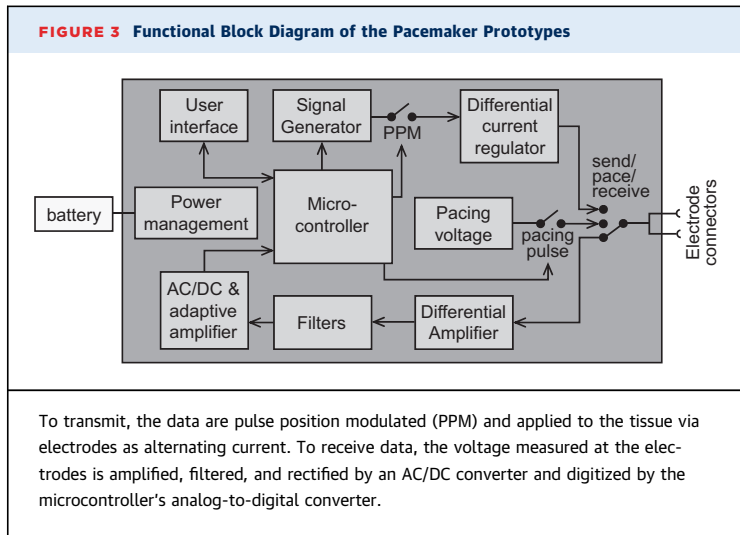 FIGURE 3 Functional Block Diagram of the Pacemaker Prototypes
User
interface
Signal
Generator
PPM
Differential
current
regulator
send/
pace/
receive
battery
Power
management
Micro-
controller
Pacing
voltage
pacing
pulse
Electrode
connectors
AC/DC &
adaptive
amplifier
Filters
Differential
Amplifier
To transmit, the data are pulse position modulated (PPM) and applied to the tissue via
electrodes as alternating current. To receive data, the voltage measured at the elec-
trodes is amplified, filtered, and rectified by an AC/DC converter and digitized by the
microcontroller's analog-to-digital converter.